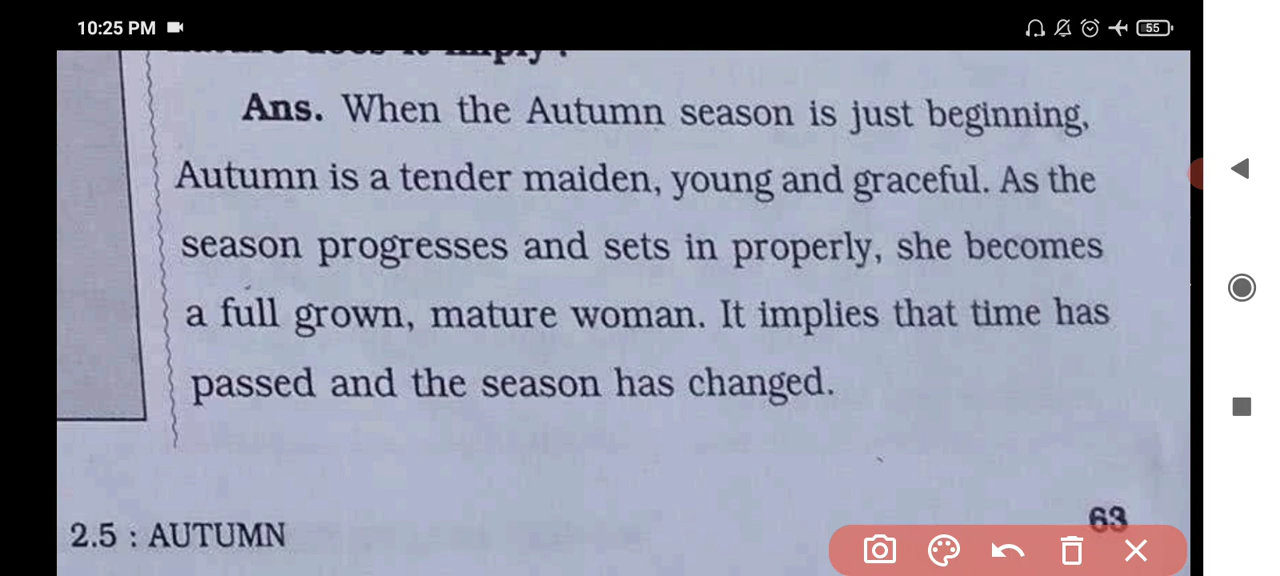 10:25 PM
55
Ans. When the Autumn season is just beginning,
Autumn is a tender maiden, young and graceful. As the
season progresses and sets in properly, she becomes
a full grown, mature woman. It implies that time has
passed and the season has changed.
2.5 : AUTUMN
63